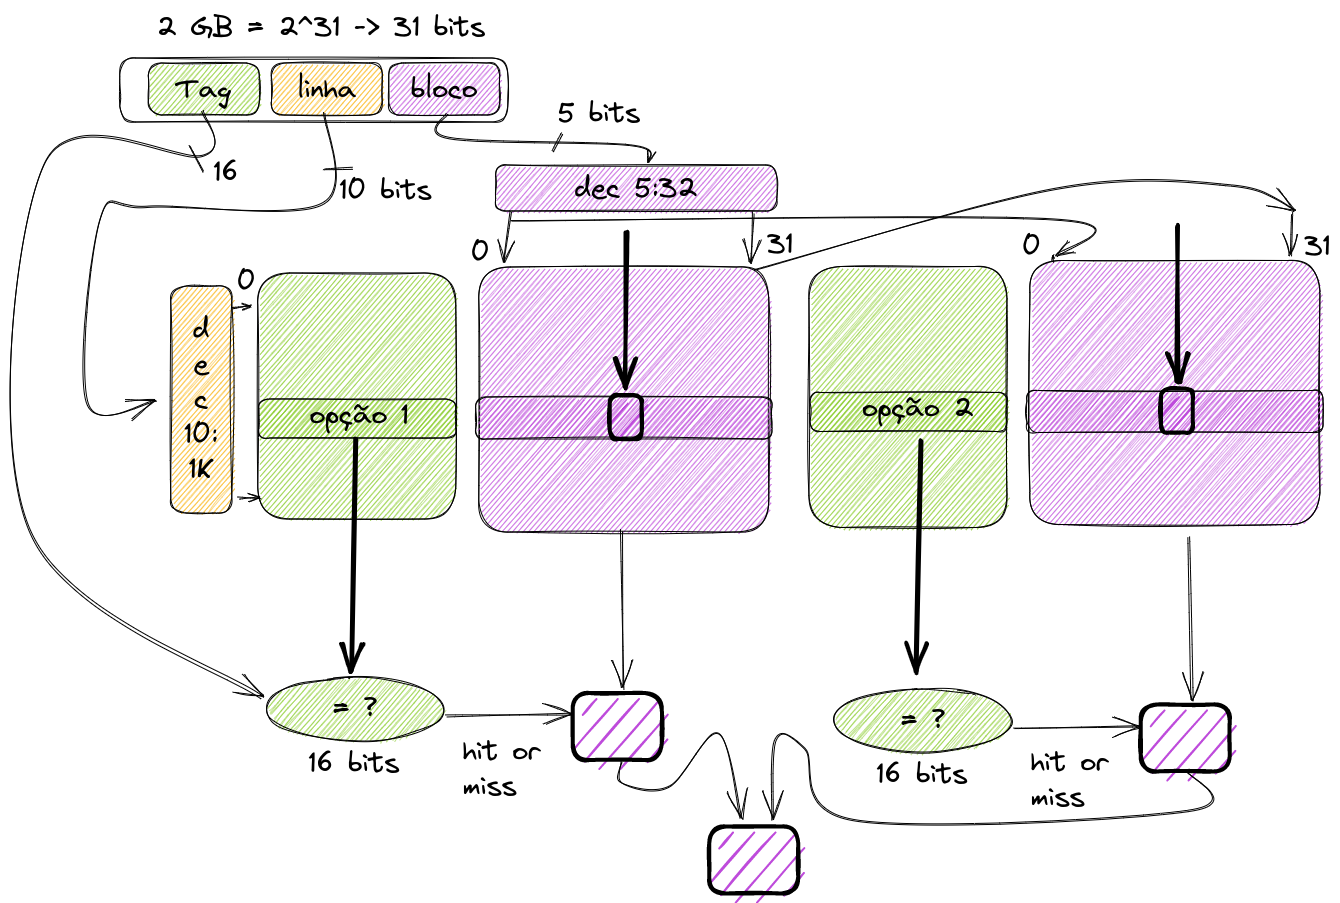 2 GB = 2^31 -> 31 bits
Tag
linha
bloco
5 bits
16
10 bits
dec 5:32
0
31
0
31
0
d
e
c
10:
1K
opção 1
opção 2
= ?
= ?
16 bits
hit or
miss
16 bits
hit or
miss